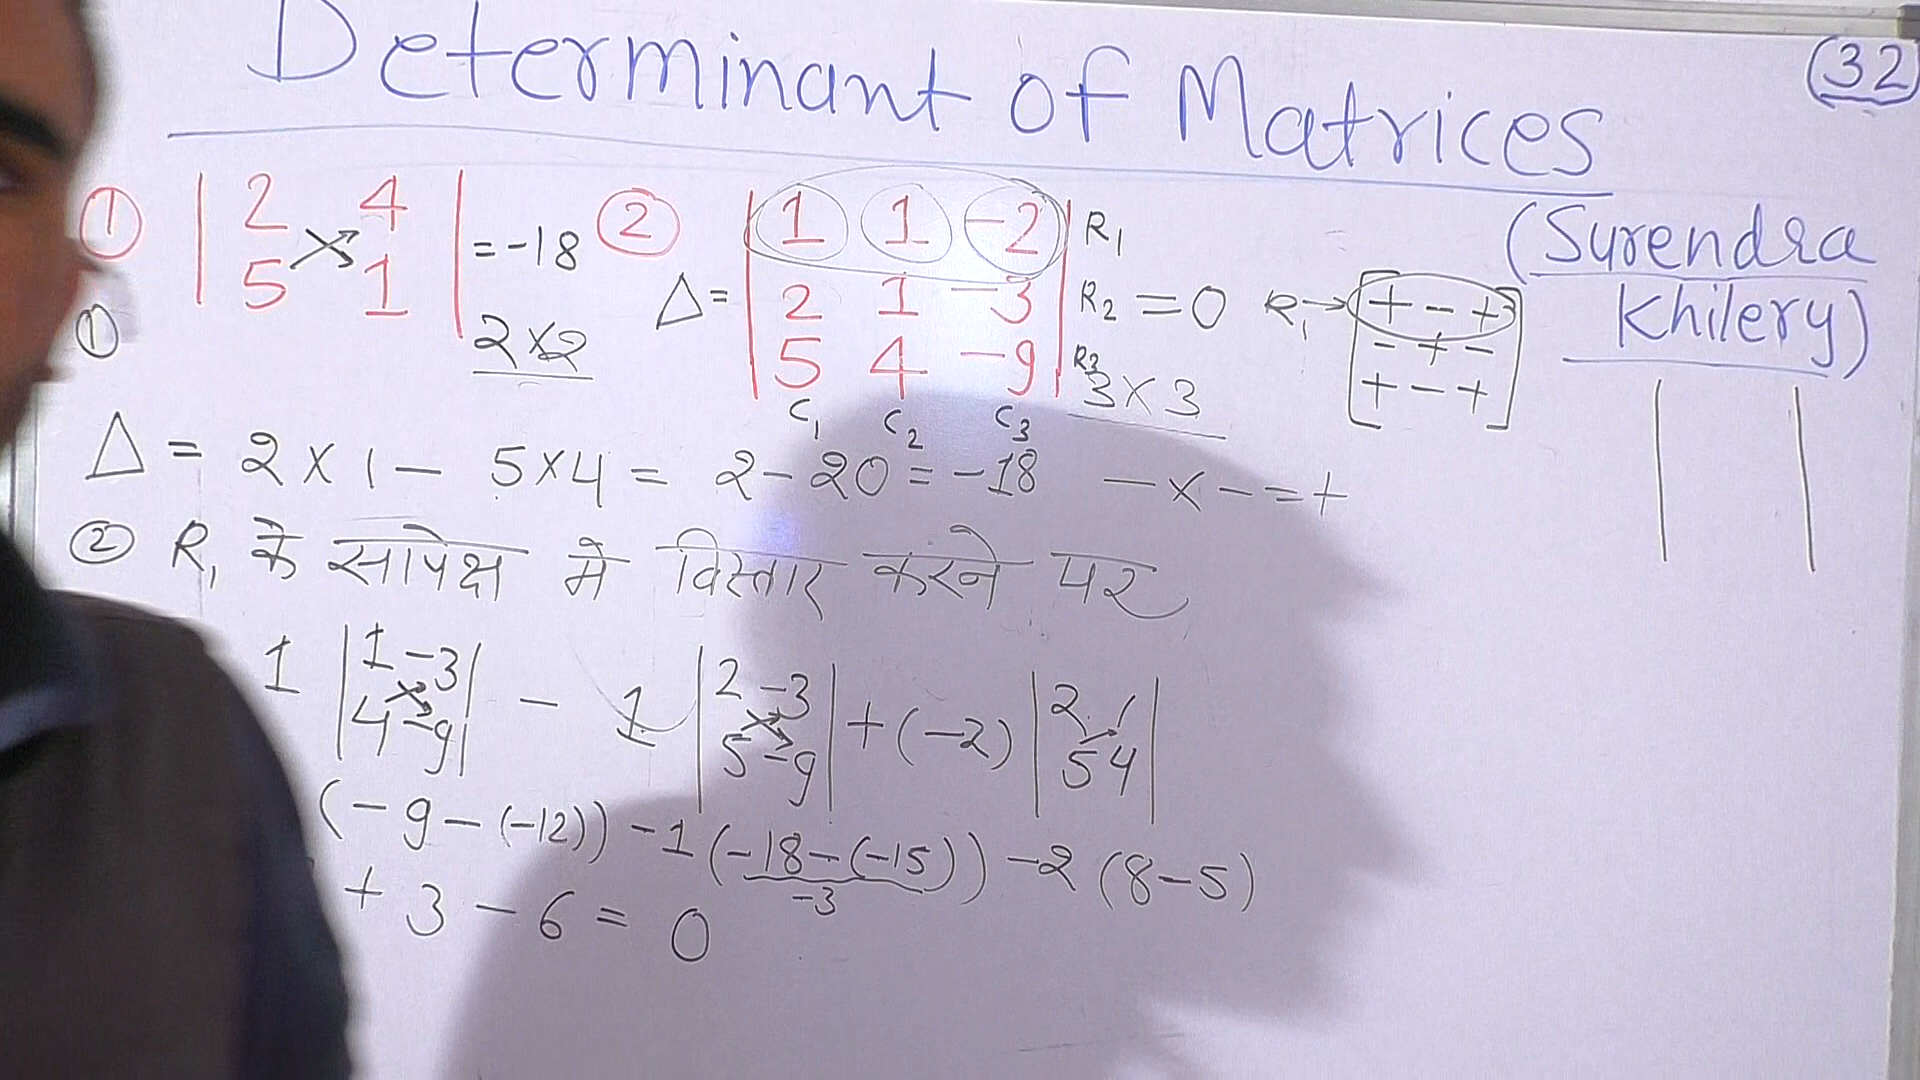 Determinant of Matrices
(32)
(Surendra
Khilery)
① | 2 4 | = -18
| 5 1 |
2×2
② Δ = | 1 1 -2 | R₁
| 2 1 -3 | R₂ = 0
| 5 4 -9 | R₃
C₁ C₂ C₃
3×3
R₁ → [ + - + ]
[ - + - ]
[ + - + ]
①
Δ = 2×1 - 5×4 = 2-20 = -18
- × - = +
② R₁ के सापेक्ष मे विस्तार करने पर
1 | 1 -3 | - 1 | 2 -3 | + (-2) | 2 1 |
| 4 -9 | | 5 -9 | | 5 4 |
(-9-(-12)) -1 (-18-(-15)) -2 (8-5)
-3
+ 3 - 6 = 0